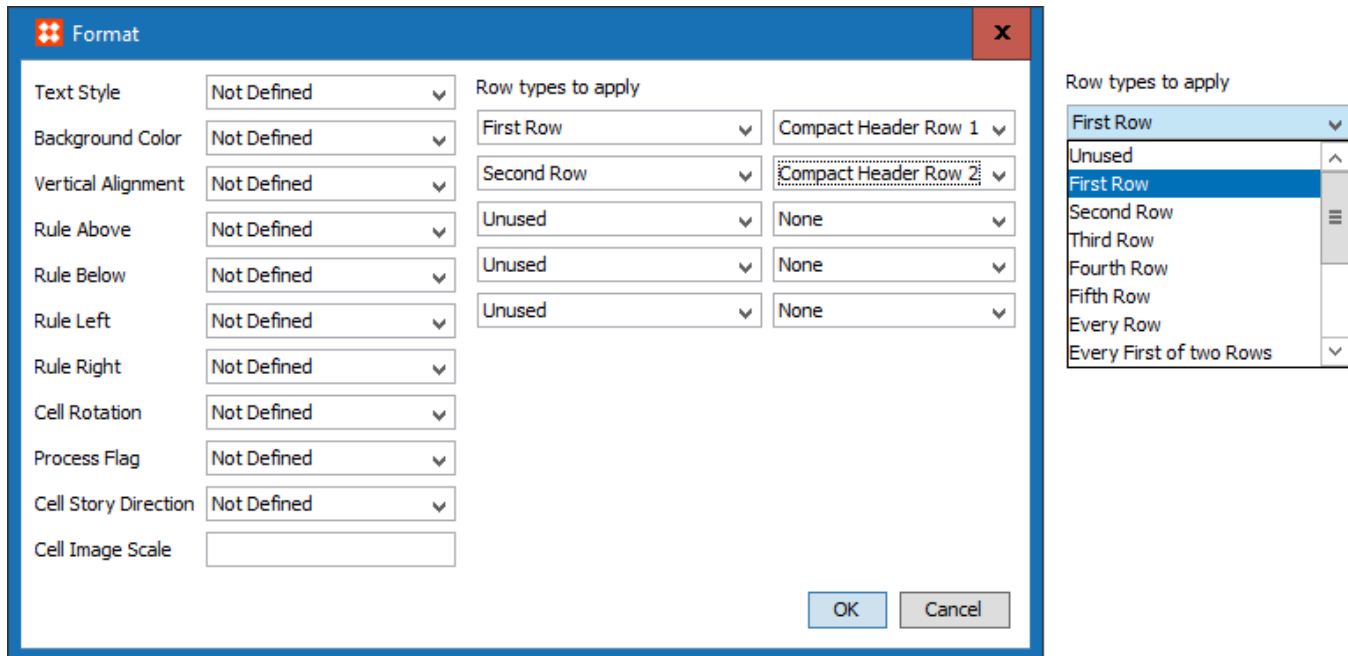 Format
x
Text Style Not Defined
Background Color Not Defined
Vertical Alignment Not Defined
Rule Above Not Defined
Rule Below Not Defined
Rule Left Not Defined
Rule Right Not Defined
Cell Rotation Not Defined
Process Flag Not Defined
Cell Story Direction Not Defined
Cell Image Scale
Row types to apply
First Row Compact Header Row 1
Second Row Compact Header Row 2
Unused None
Unused None
Unused None
OK Cancel
Row types to apply
First Row
Unused
First Row
Second Row
Third Row
Fourth Row
Fifth Row
Every Row
Every First of two Rows